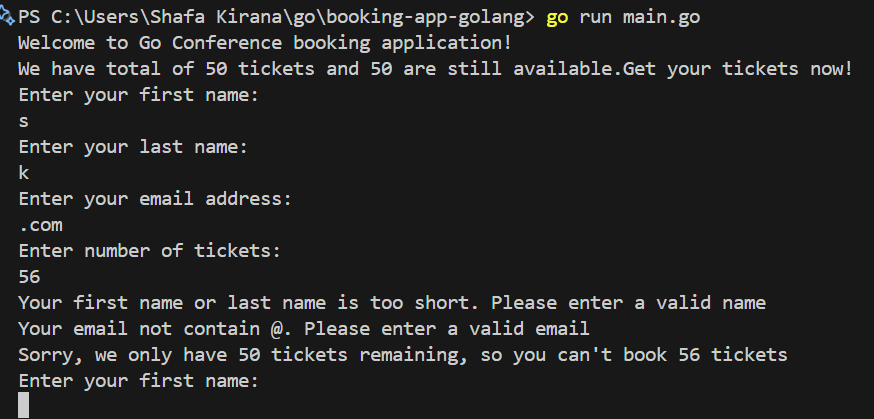 PS C:\Users\Shafa Kirana\go\booking-app-golang> go run main.go
Welcome to Go Conference booking application!
We have total of 50 tickets and 50 are still available.Get your tickets now!
Enter your first name:
s
Enter your last name:
k
Enter your email address:
.com
Enter number of tickets:
56
Your first name or last name is too short. Please enter a valid name
Your email not contain @. Please enter a valid email
Sorry, we only have 50 tickets remaining, so you can't book 56 tickets
Enter your first name: